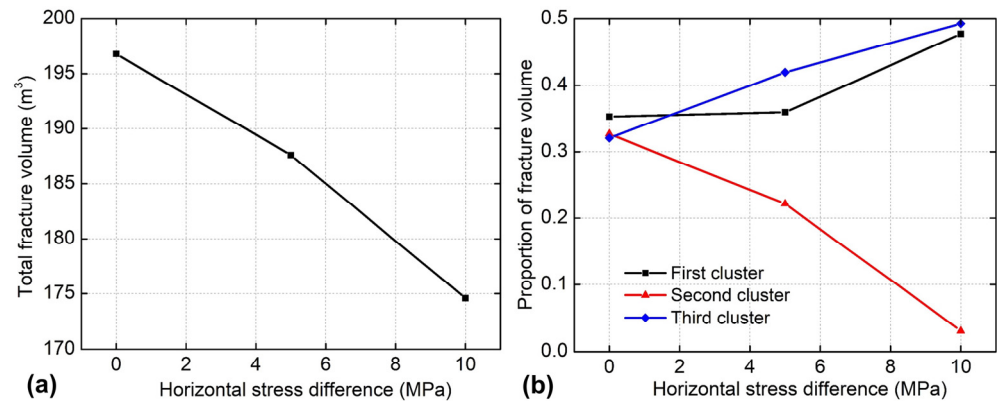 200
195
190
185
180
175
170
Total fracture volume (m³)
0 2 4 6 8 10
Horizontal stress difference (MPa)
(a)
0.5
0.4
0.3
0.2
0.1
0.0
Proportion of fracture volume
First cluster
Second cluster
Third cluster
0 2 4 6 8 10
Horizontal stress difference (MPa)
(b)